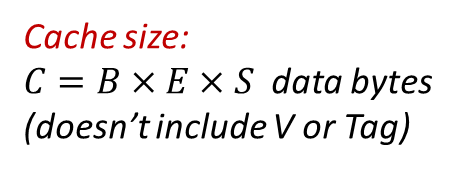 Cache size:
C = B × E × S data bytes
(doesn't include V or Tag)